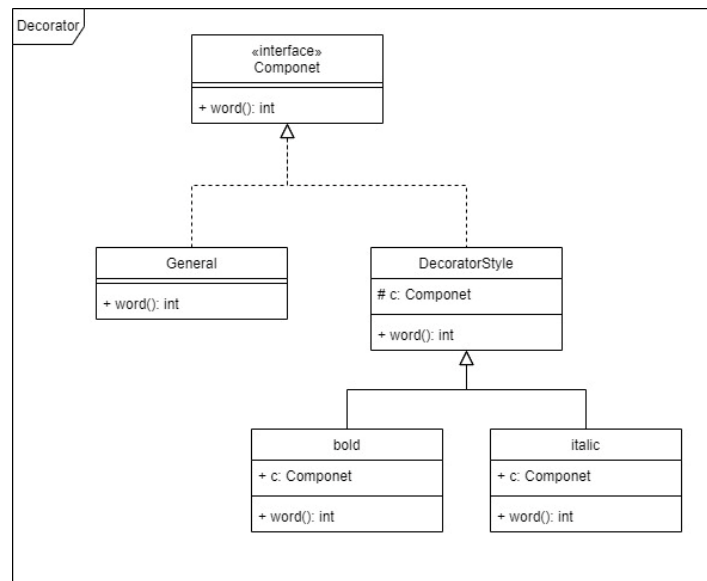 Decorator
«interface»
Componet
+ word(): int
General
+ word(): int
DecoratorStyle
# c: Componet
+ word(): int
bold
+ c: Componet
+ word(): int
italic
+ c: Componet
+ word(): int